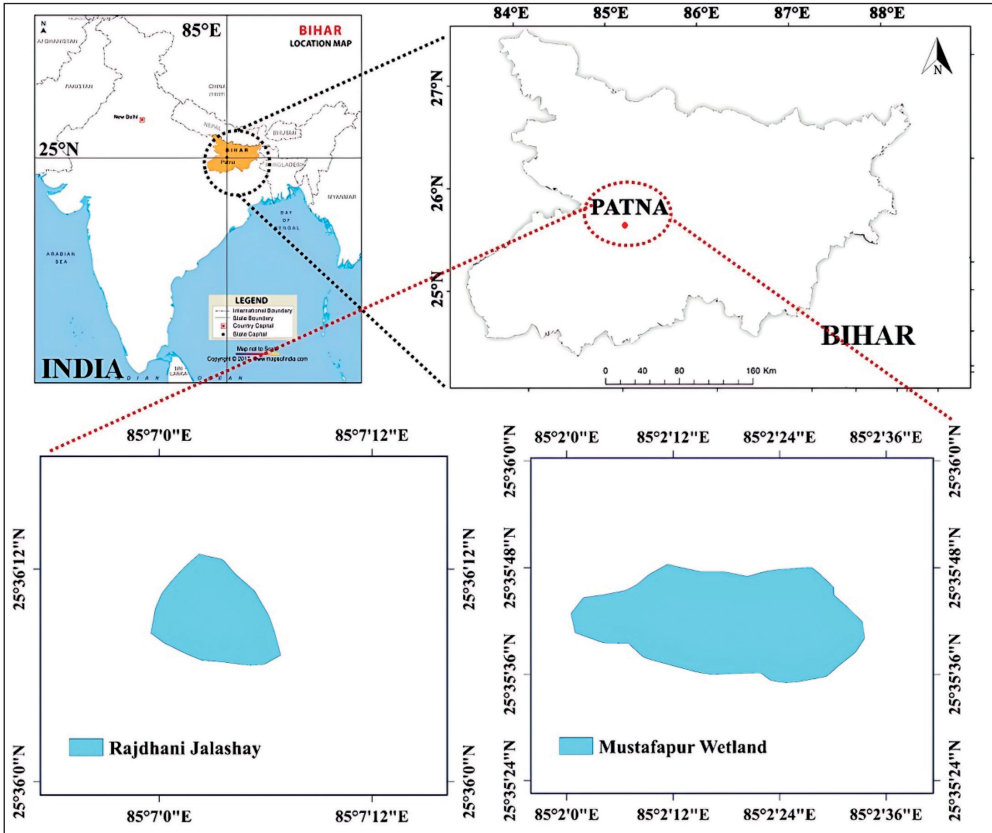 N
A
85°E
BIHAR
LOCATION MAP
AFGHANISTAN
CHINA
New Delhi
NEPAL
BHUTAN
BIHAR
Patna
25°N
BANGLADESH
MYANMAR
BAY
OF
BENGAL
ARABIAN
SEA
LEGEND
International Boundary
State Boundary
Country Capital
State Capital
Map not to Scale
Copyright © www.mapsofindia.com
SRI
LANKA
INDIAN OCEAN
INDIA
84°E 85°E 86°E 87°E 88°E
N
27°N
26°N
25°N
PATNA
BIHAR
0 20 40 80 120 160 Km
85°7'0"E 85°7'12"E
25°36'12"N 25°36'12"N
25°36'0"N 25°36'0"N
Rajdhani Jalashay
85°7'0"E 85°7'12"E
85°2'0"E 85°2'12"E 85°2'24"E 85°2'36"E
25°36'0"N 25°36'0"N
25°35'48"N 25°35'48"N
25°35'36"N 25°35'36"N
25°35'24"N 25°35'24"N
Mustafapur Wetland
85°2'0"E 85°2'12"E 85°2'24"E 85°2'36"E